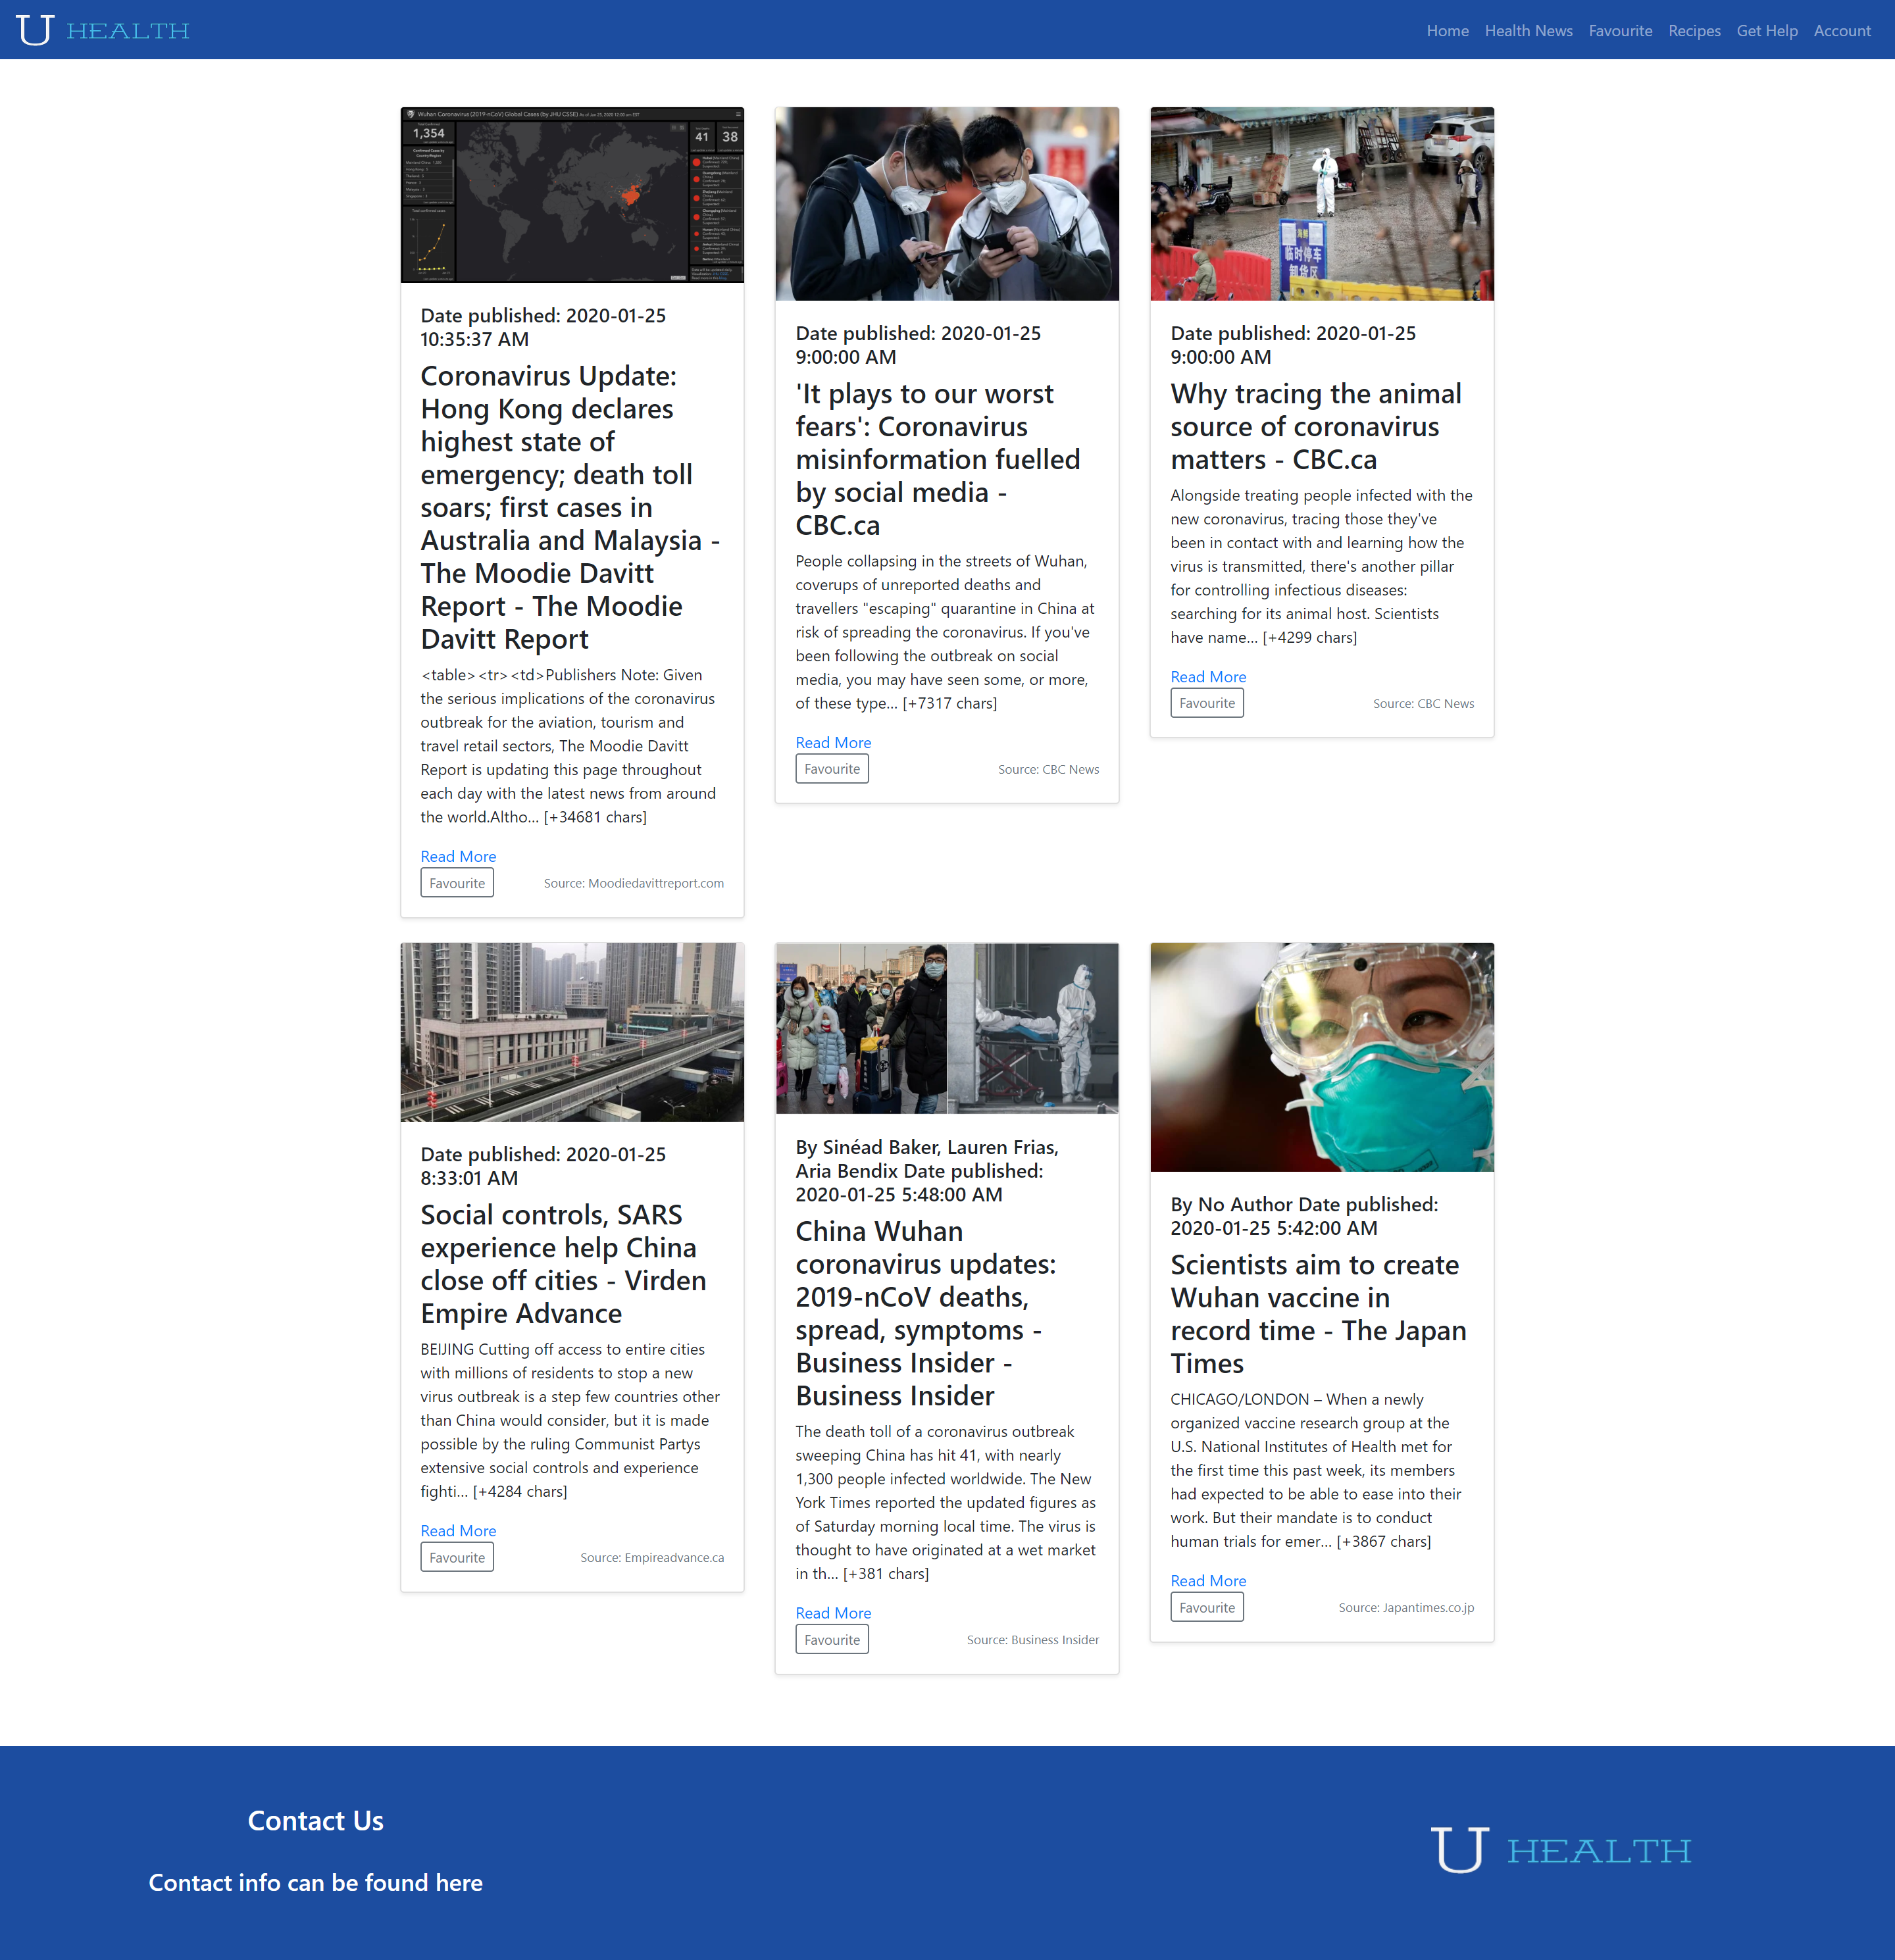 U HEALTH
Home Health News Favourite Recipes Get Help Account
Wuhan Coronavirus (2019-nCoV) Global Cases (by JHU CSSE)
1,354
41
38
Date published: 2020-01-25
10:35:37 AM
Coronavirus Update:
Hong Kong declares
highest state of
emergency; death toll
soars; first cases in
Australia and Malaysia -
The Moodie Davitt
Report - The Moodie
Davitt Report
<table><tr><td>Publishers Note: Given
the serious implications of the coronavirus
outbreak for the aviation, tourism and
travel retail sectors, The Moodie Davitt
Report is updating this page throughout
each day with the latest news from around
the world.Altho… [+34681 chars]
Read More
Favourite
Source: Moodiedavittreport.com
Date published: 2020-01-25
9:00:00 AM
'It plays to our worst
fears': Coronavirus
misinformation fuelled
by social media -
CBC.ca
People collapsing in the streets of Wuhan,
coverups of unreported deaths and
travellers "escaping" quarantine in China at
risk of spreading the coronavirus. If you've
been following the outbreak on social
media, you may have seen some, or more,
of these type… [+7317 chars]
Read More
Favourite
Source: CBC News
临时停车
卸货区
Date published: 2020-01-25
9:00:00 AM
Why tracing the animal
source of coronavirus
matters - CBC.ca
Alongside treating people infected with the
new coronavirus, tracing those they've
been in contact with and learning how the
virus is transmitted, there's another pillar
for controlling infectious diseases:
searching for its animal host. Scientists
have name… [+4299 chars]
Read More
Favourite
Source: CBC News
Date published: 2020-01-25
8:33:01 AM
Social controls, SARS
experience help China
close off cities - Virden
Empire Advance
BEIJING Cutting off access to entire cities
with millions of residents to stop a new
virus outbreak is a step few countries other
than China would consider, but it is made
possible by the ruling Communist Partys
extensive social controls and experience
fighti… [+4284 chars]
Read More
Favourite
Source: Empireadvance.ca
By Sinéad Baker, Lauren Frias,
Aria Bendix Date published:
2020-01-25 5:48:00 AM
China Wuhan
coronavirus updates:
2019-nCoV deaths,
spread, symptoms -
Business Insider -
Business Insider
The death toll of a coronavirus outbreak
sweeping China has hit 41, with nearly
1,300 people infected worldwide. The New
York Times reported the updated figures as
of Saturday morning local time. The virus is
thought to have originated at a wet market
in th… [+381 chars]
Read More
Favourite
Source: Business Insider
By No Author Date published:
2020-01-25 5:42:00 AM
Scientists aim to create
Wuhan vaccine in
record time - The Japan
Times
CHICAGO/LONDON – When a newly
organized vaccine research group at the
U.S. National Institutes of Health met for
the first time this past week, its members
had expected to be able to ease into their
work. But their mandate is to conduct
human trials for emer… [+3867 chars]
Read More
Favourite
Source: Japantimes.co.jp
Contact Us
Contact info can be found here
U HEALTH